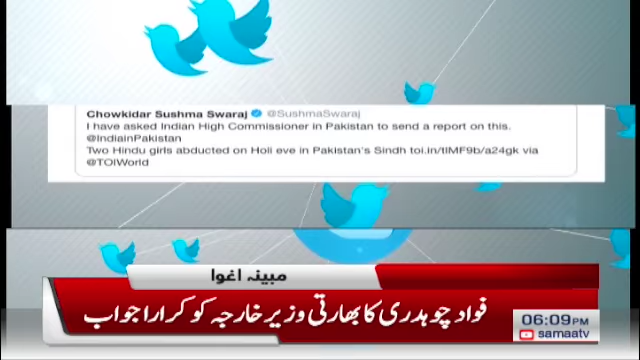 Chowkidar Sushma Swaraj @SushmaSwaraj
I have asked Indian High Commissioner in Pakistan to send a report on this.
@IndiainPakistan
Two Hindu girls abducted on Holi eve in Pakistan's Sindh toi.in/tIMF9b/a24gk via
@TOIWorld
مبینہ اغوا
فواد چوہدری کا بھارتی وزیر خارجہ کو کرارا جواب
06:09PM
samaatv